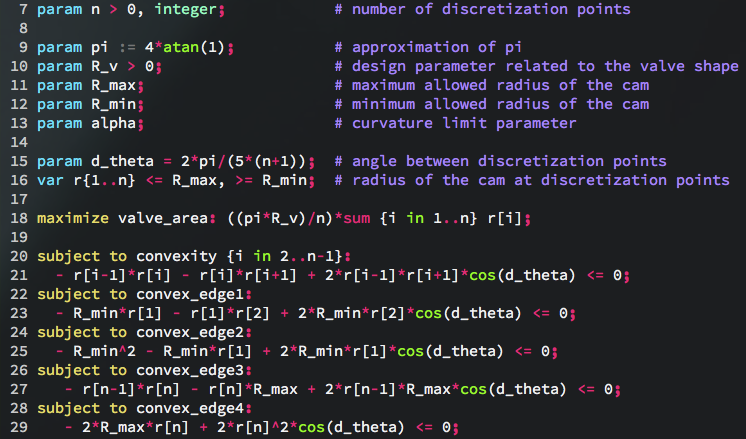 7 param n > 0, integer; # number of discretization points
8
9 param pi := 4*atan(1); # approximation of pi
10 param R_v > 0; # design parameter related to the valve shape
11 param R_max; # maximum allowed radius of the cam
12 param R_min; # minimum allowed radius of the cam
13 param alpha; # curvature limit parameter
14
15 param d_theta = 2*pi/(5*(n+1)); # angle between discretization points
16 var r{1..n} <= R_max, >= R_min; # radius of the cam at discretization points
17
18 maximize valve_area: ((pi*R_v)/n)*sum {i in 1..n} r[i];
19
20 subject to convexity {i in 2..n-1}:
21 - r[i-1]*r[i] - r[i]*r[i+1] + 2*r[i-1]*r[i+1]*cos(d_theta) <= 0;
22 subject to convex_edge1:
23 - R_min*r[1] - r[1]*r[2] + 2*R_min*r[2]*cos(d_theta) <= 0;
24 subject to convex_edge2:
25 - R_min^2 - R_min*r[1] + 2*R_min*r[1]*cos(d_theta) <= 0;
26 subject to convex_edge3:
27 - r[n-1]*r[n] - r[n]*R_max + 2*r[n-1]*R_max*cos(d_theta) <= 0;
28 subject to convex_edge4:
29 - 2*R_max*r[n] + 2*r[n]^2*cos(d_theta) <= 0;